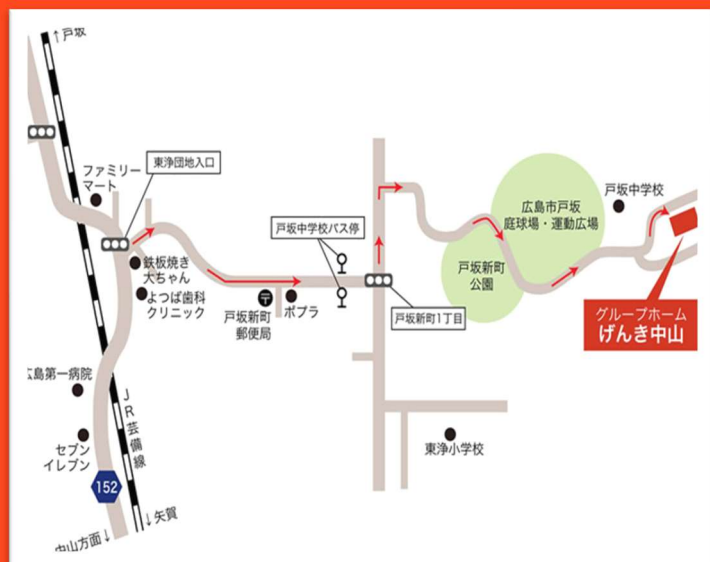 ↑戸坂
ファミリー
マート
東浄団地入口
戸坂中学校バス停
広島市戸坂
庭球場・運動広場
戸坂中学校
鉄板焼き
大ちゃん
よつば歯科
クリニック
戸坂新町
郵便局
ポプラ
戸坂新町1丁目
戸坂新町
公園
グループホーム
げんき中山
広島第一病院
JR芸備線
セブン
イレブン
東浄小学校
152
中山方面↓
↓矢賀